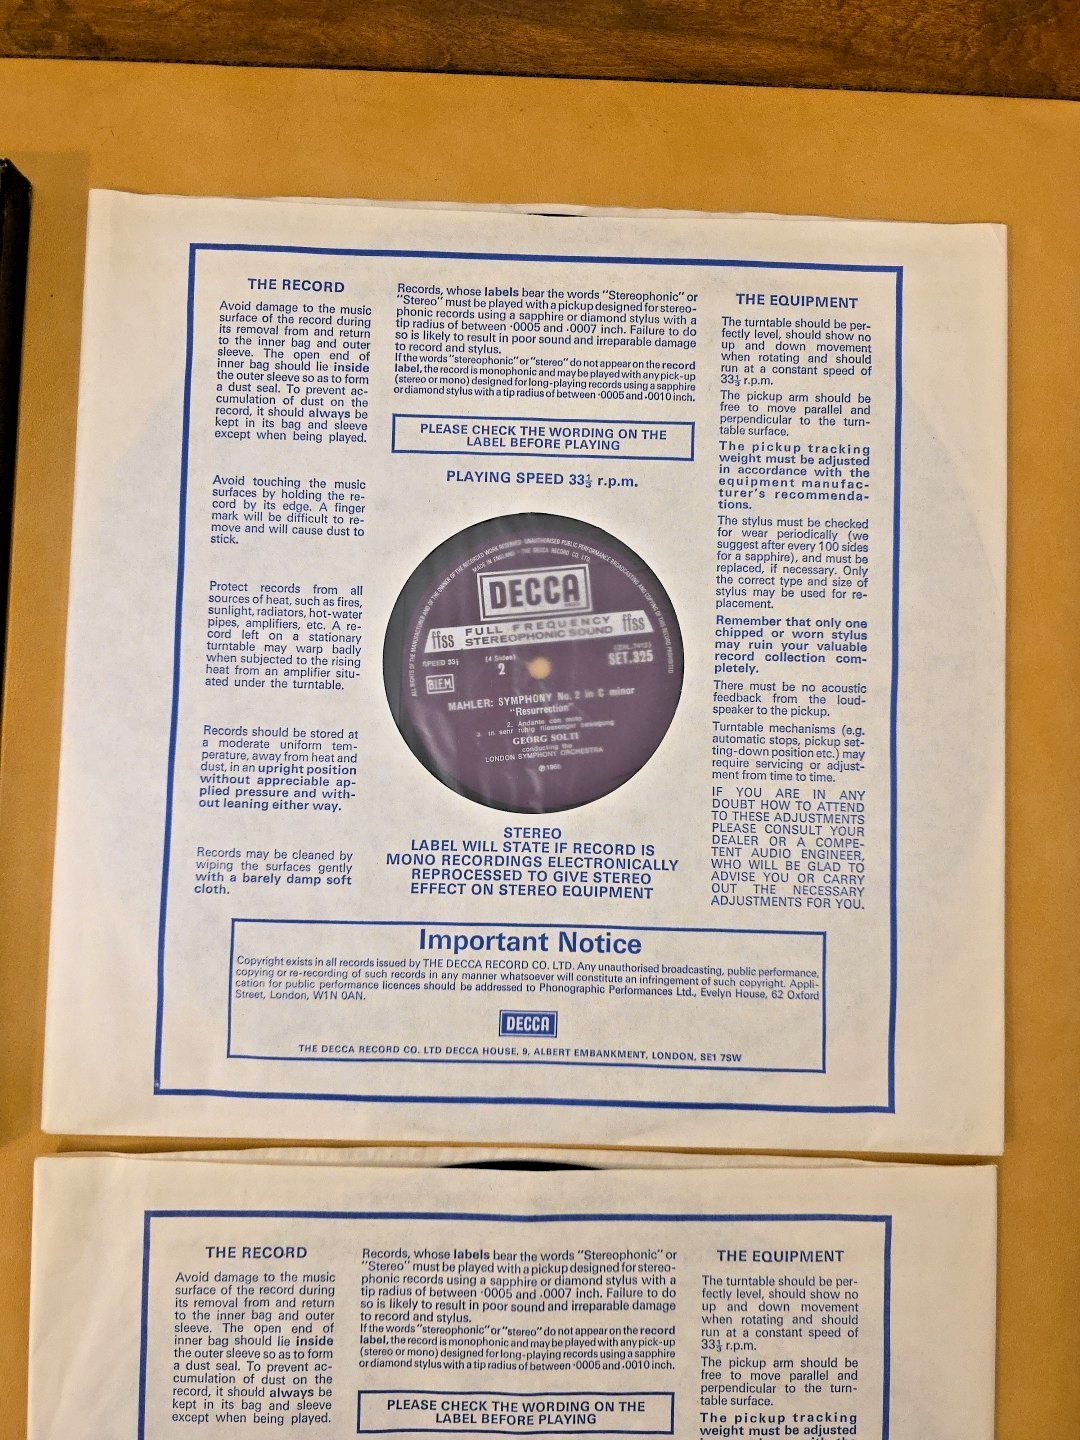 THE RECORD
Avoid damage to the music
surface of the record during
its removal from and return
to the inner bag and outer
sleeve. The open end of
inner bag should lie inside
the outer sleeve so as to form
a dust seal. To prevent ac-
cumulation of dust on the
record, it should always be
kept in its bag and sleeve
except when being played.
Avoid touching the music
surfaces by holding the re-
cord by its edge. A finger
mark will be difficult to re-
move and will cause dust to
stick.
Protect records from all
sources of heat, such as fires,
sunlight, radiators, hot-water
pipes, amplifiers, etc. A re-
cord left on a stationary
turntable may warp badly
when subjected to the rising
heat from an amplifier situ-
ated under the turntable.
Records should be stored at
a moderate uniform tem-
perature, away from heat and
dust, in an upright position
without appreciable ap-
plied pressure and with-
out leaning either way.
Records may be cleaned by
wiping the surfaces gently
with a barely damp soft
cloth.
Records, whose labels bear the words "Stereophonic" or
"Stereo" must be played with a pickup designed for stereo-
phonic records using a sapphire or diamond stylus with a
tip radius of between ·0005 and ·0007 inch. Failure to do
so is likely to result in poor sound and irreparable damage
to record and stylus.
If the words "stereophonic" or "stereo" do not appear on the record
label, the record is monophonic and may be played with any pick-up
(stereo or mono) designed for long-playing records using a sapphire
or diamond stylus with a tip radius of between ·0005 and ·0010 inch.
PLEASE CHECK THE WORDING ON THE
LABEL BEFORE PLAYING
PLAYING SPEED 33⅓ r.p.m.
ALL RIGHTS OF THE MANUFACTURER AND OF THE OWNER OF THE RECORDED WORK RESERVED · UNAUTHORISED PUBLIC PERFORMANCE, BROADCASTING AND COPYING OF THIS RECORD PROHIBITED
MADE IN ENGLAND · THE DECCA RECORD CO. LTD.
DECCA
ffss FULL FREQUENCY STEREOPHONIC SOUND ffss
SPEED 33⅓
(4 Sides)
2
SET.325
BIEM
MAHLER: SYMPHONY No. 2 in C minor
"Resurrection"
2. Andante con moto
3. In sehr ruhig fliessender bewegung
GEORG SOLTI
conducting the
LONDON SYMPHONY ORCHESTRA
STEREO
LABEL WILL STATE IF RECORD IS
MONO RECORDINGS ELECTRONICALLY
REPROCESSED TO GIVE STEREO
EFFECT ON STEREO EQUIPMENT
THE EQUIPMENT
The turntable should be per-
fectly level, should show no
up and down movement
when rotating and should
run at a constant speed of
33⅓ r.p.m.
The pickup arm should be
free to move parallel and
perpendicular to the turn-
table surface.
The pickup tracking
weight must be adjusted
in accordance with the
equipment manufac-
turer's recommenda-
tions.
The stylus must be checked
for wear periodically (we
suggest after every 100 sides
for a sapphire), and must be
replaced, if necessary. Only
the correct type and size of
stylus may be used for re-
placement.
Remember that only one
chipped or worn stylus
may ruin your valuable
record collection com-
pletely.
There must be no acoustic
feedback from the loud-
speaker to the pickup.
Turntable mechanisms (e.g.
automatic stops, pickup set-
ting-down position etc.) may
require servicing or adjust-
ment from time to time.
IF YOU ARE IN ANY
DOUBT HOW TO ATTEND
TO THESE ADJUSTMENTS
PLEASE CONSULT YOUR
DEALER OR A COMPE-
TENT AUDIO ENGINEER,
WHO WILL BE GLAD TO
ADVISE YOU OR CARRY
OUT THE NECESSARY
ADJUSTMENTS FOR YOU.
Important Notice
Copyright exists in all records issued by THE DECCA RECORD CO. LTD. Any unauthorised broadcasting, public performance,
copying or re-recording of such records in any manner whatsoever will constitute an infringement of such copyright. Appli-
cation for public performance licences should be addressed to Phonographic Performances Ltd., Evelyn House, 62 Oxford
Street, London, W1N 0AN.
DECCA
THE DECCA RECORD CO. LTD DECCA HOUSE, 9, ALBERT EMBANKMENT, LONDON, SE1 7SW
THE RECORD
Avoid damage to the music
surface of the record during
its removal from and return
to the inner bag and outer
sleeve. The open end of
inner bag should lie inside
the outer sleeve so as to form
a dust seal. To prevent ac-
cumulation of dust on the
record, it should always be
kept in its bag and sleeve
except when being played.
Records, whose labels bear the words "Stereophonic" or
"Stereo" must be played with a pickup designed for stereo-
phonic records using a sapphire or diamond stylus with a
tip radius of between ·0005 and ·0007 inch. Failure to do
so is likely to result in poor sound and irreparable damage
to record and stylus.
If the words "stereophonic" or "stereo" do not appear on the record
label, the record is monophonic and may be played with any pick-up
(stereo or mono) designed for long-playing records using a sapphire
or diamond stylus with a tip radius of between ·0005 and ·0010 inch.
PLEASE CHECK THE WORDING ON THE
LABEL BEFORE PLAYING
THE EQUIPMENT
The turntable should be per-
fectly level, should show no
up and down movement
when rotating and should
run at a constant speed of
33⅓ r.p.m.
The pickup arm should be
free to move parallel and
perpendicular to the turn-
table surface.
The pickup tracking
weight must be adjusted